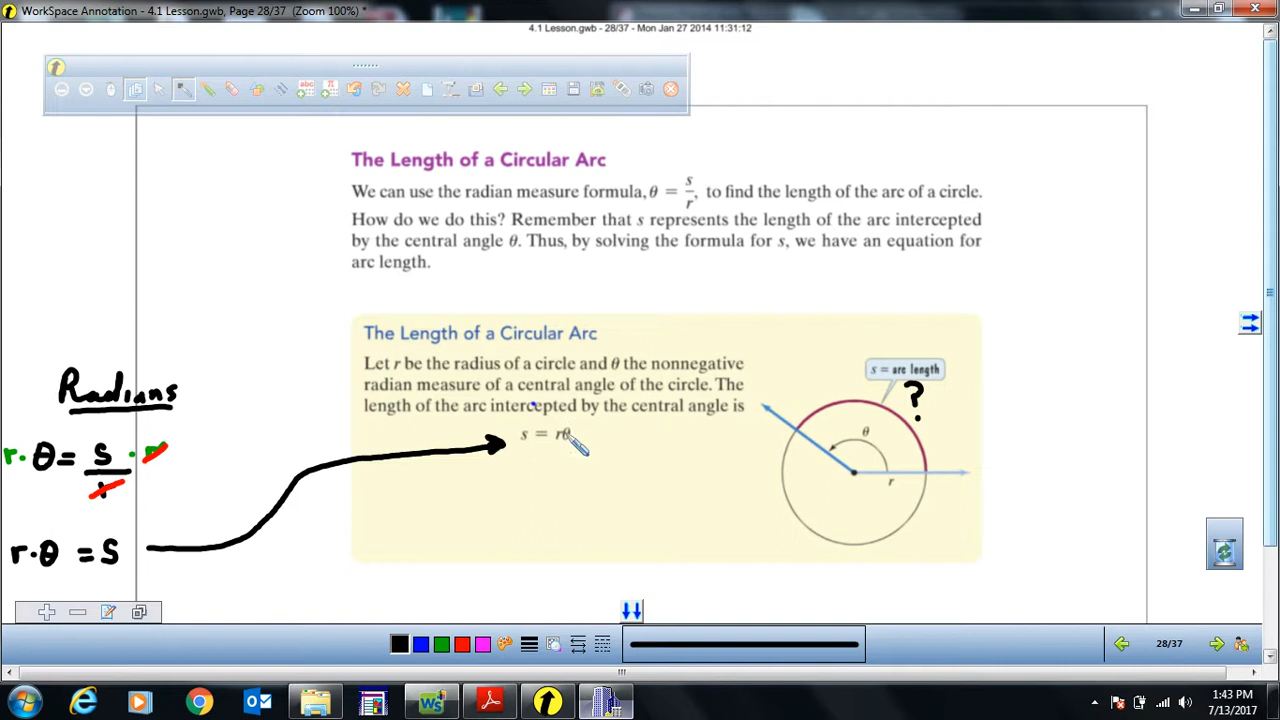 WorkSpace Annotation - 4.1 Lesson.gwb, Page 28/37 (Zoom 100%) *
4.1 Lesson.gwb - 28/37 - Mon Jan 27 2014 11:31:12
The Length of a Circular Arc
We can use the radian measure formula, θ = s/r, to find the length of the arc of a circle.
How do we do this? Remember that s represents the length of the arc intercepted
by the central angle θ. Thus, by solving the formula for s, we have an equation for
arc length.
The Length of a Circular Arc
Let r be the radius of a circle and θ the nonnegative
radian measure of a central angle of the circle. The
length of the arc intercepted by the central angle is
s = rθ
s = arc length
?
θ
r
Radians
r · θ = s/r · r
r·θ = S
28/37
1:43 PM
7/13/2017